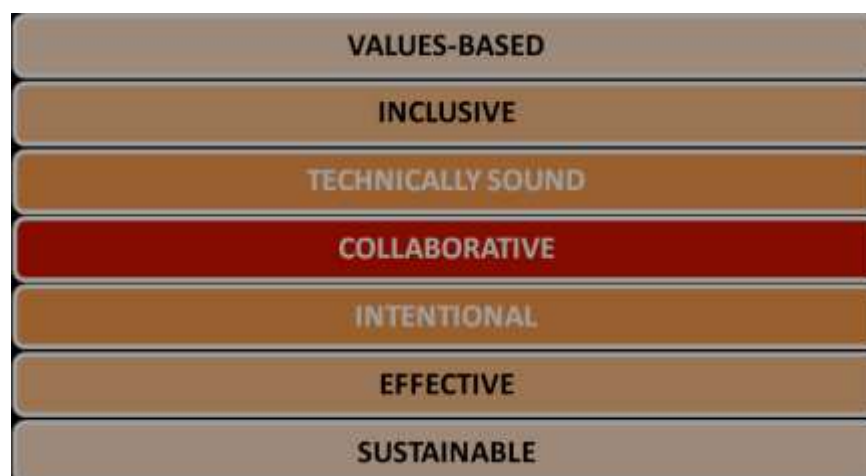 VALUES-BASED
INCLUSIVE
TECHNICALLY SOUND
COLLABORATIVE
INTENTIONAL
EFFECTIVE
SUSTAINABLE